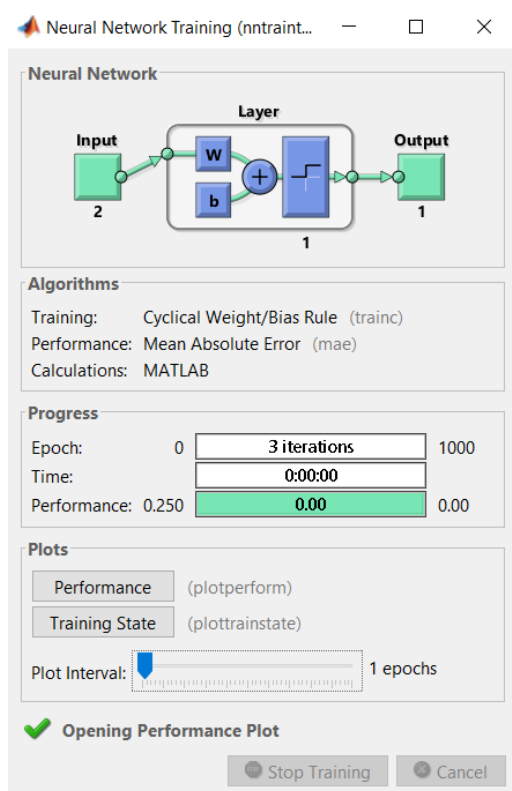 Neural Network Training (nntraint...
Neural Network
Layer
Input
Output
W
b
2
1
1
Algorithms
Training: Cyclical Weight/Bias Rule (trainc)
Performance: Mean Absolute Error (mae)
Calculations: MATLAB
Progress
Epoch: 0 3 iterations 1000
Time: 0:00:00
Performance: 0.250 0.00 0.00
Plots
Performance (plotperform)
Training State (plottrainstate)
Plot Interval: 1 epochs
Opening Performance Plot
Stop Training Cancel